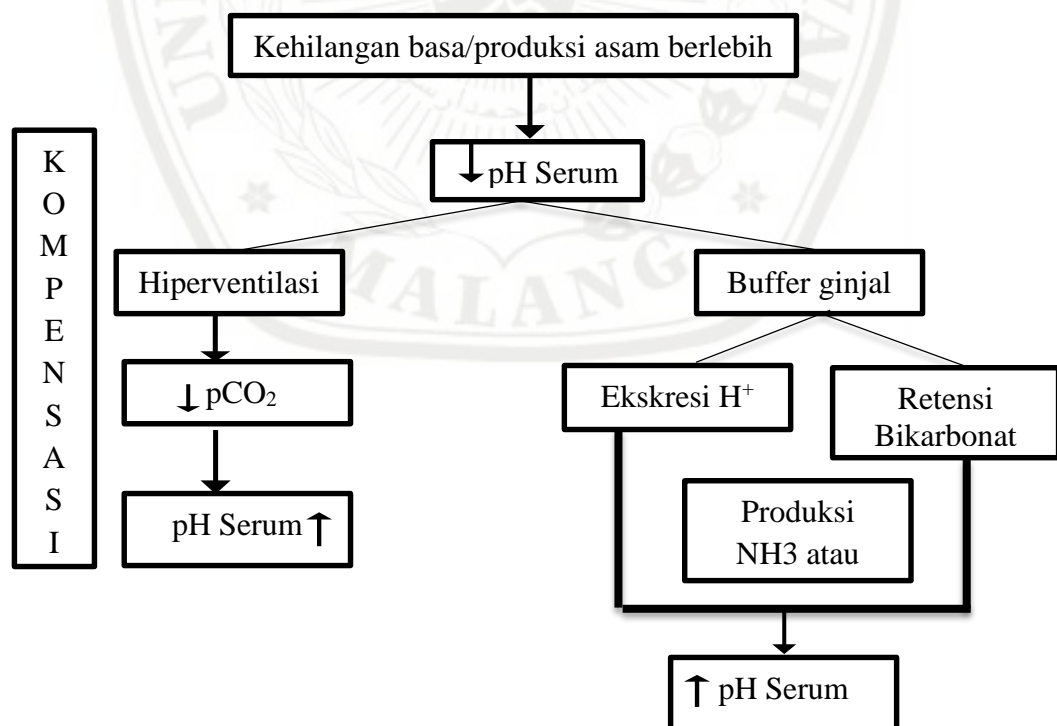 Kehilangan basa/produksi asam berlebih
↓ pH Serum
K
O
M
P
E
N
S
A
S
I
Hiperventilasi
Buffer ginjal
↓ pCO₂
Ekskresi H⁺
Retensi
Bikarbonat
pH Serum ↑
Produksi
NH3 atau
↑ pH Serum
MALANG